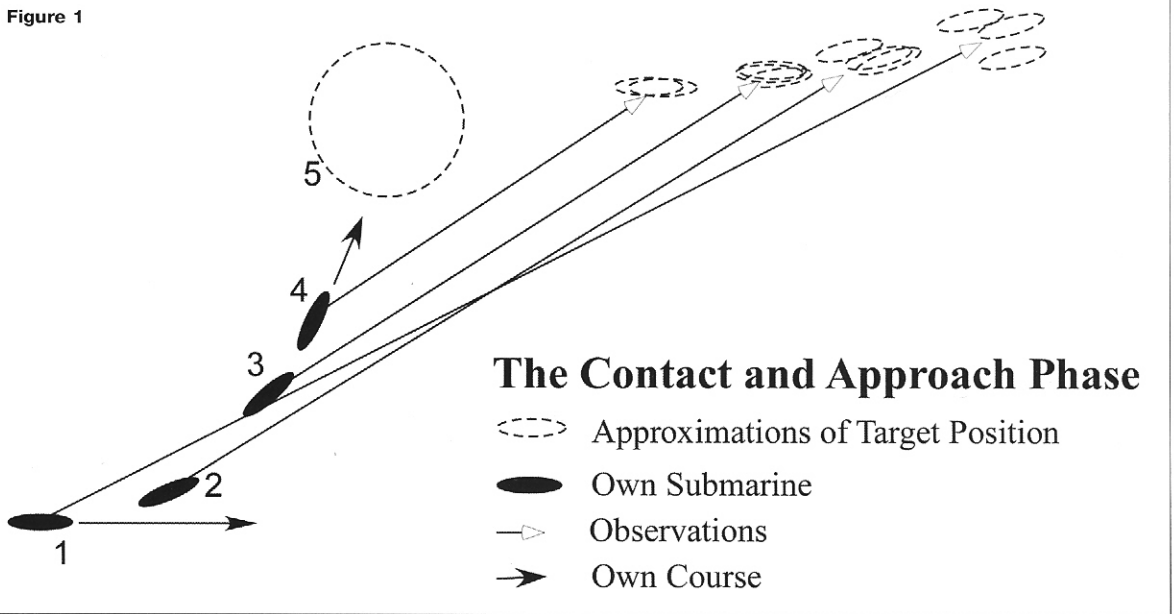 Figure 1
5
4
3
2
1
The Contact and Approach Phase
Approximations of Target Position
Own Submarine
Observations
Own Course